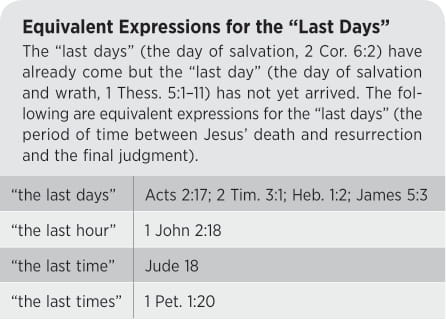 Equivalent Expressions for the “Last Days”
The “last days” (the day of salvation, 2 Cor. 6:2) have
already come but the “last day” (the day of salvation
and wrath, 1 Thess. 5:1–11) has not yet arrived. The fol-
lowing are equivalent expressions for the “last days” (the
period of time between Jesus’ death and resurrection
and the final judgment).
“the last days” Acts 2:17; 2 Tim. 3:1; Heb. 1:2; James 5:3
“the last hour” 1 John 2:18
“the last time” Jude 18
“the last times” 1 Pet. 1:20